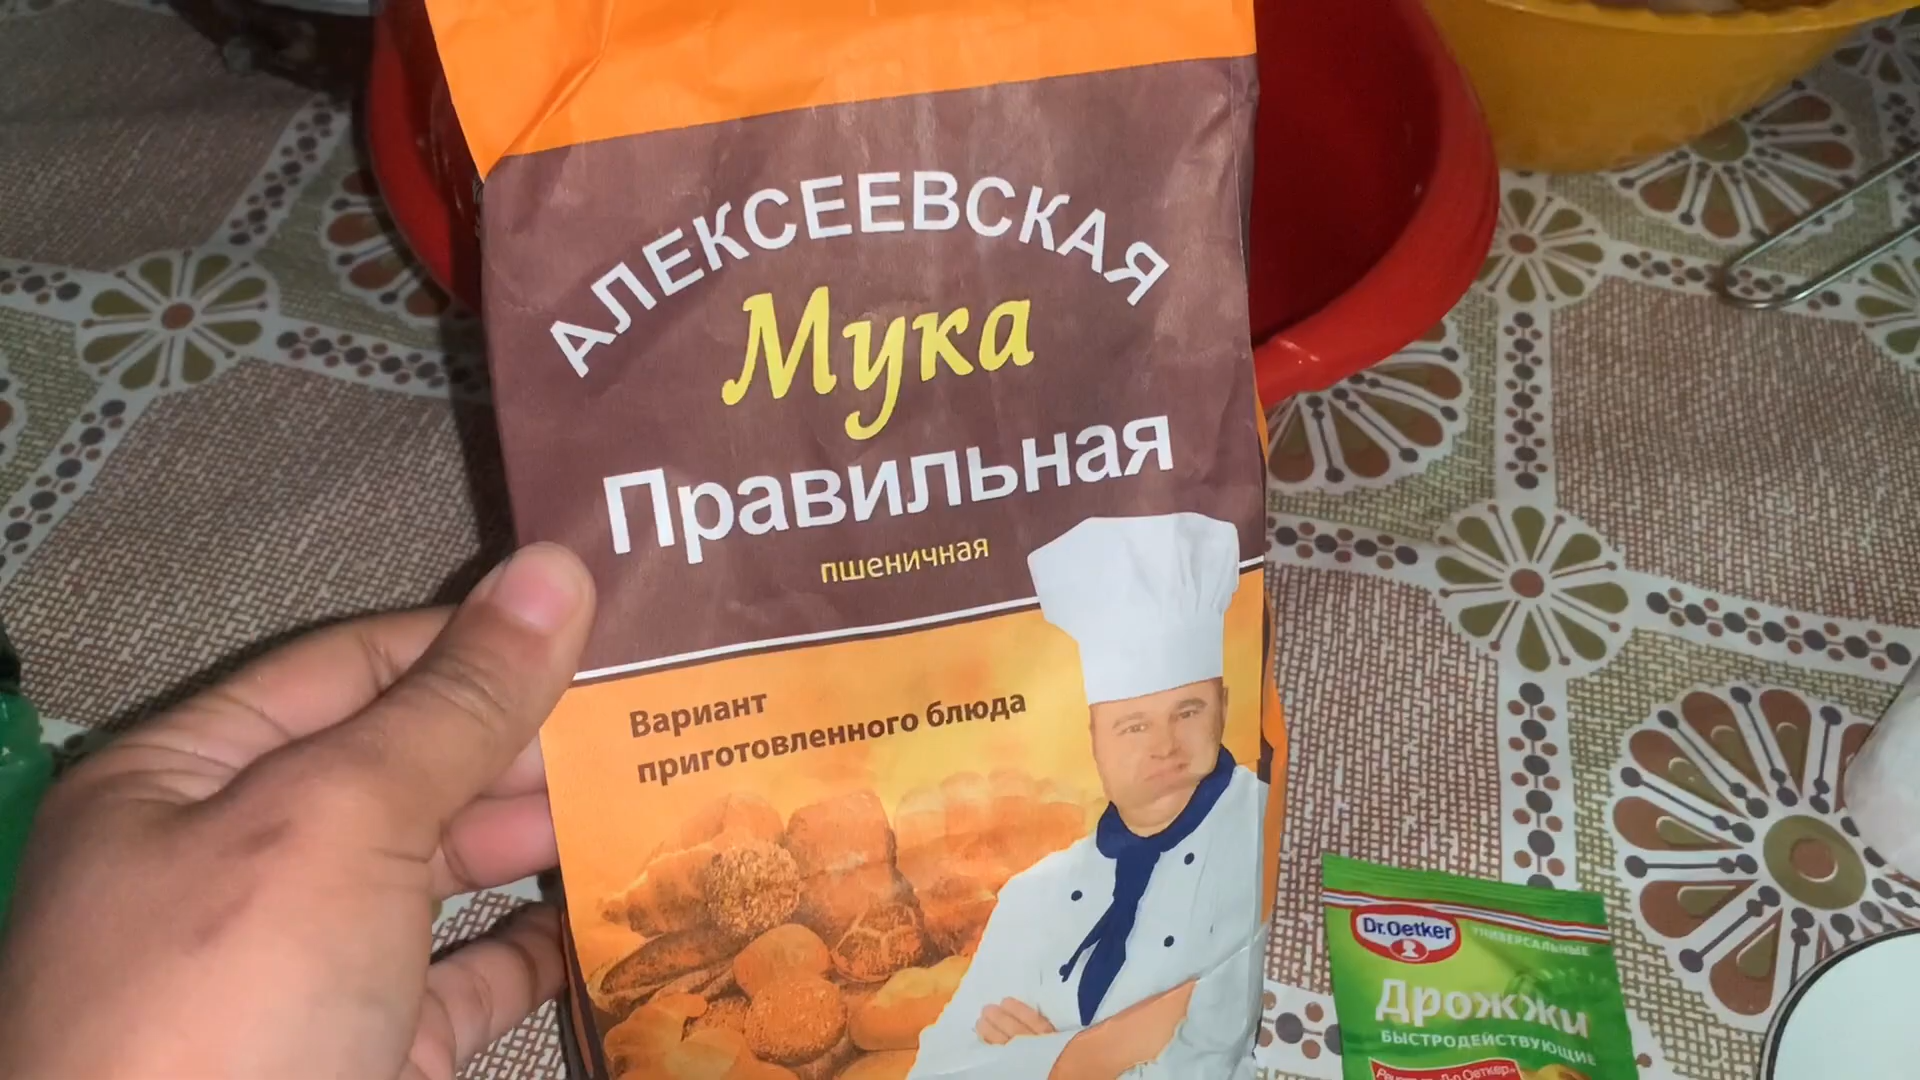 АЛЕКСЕЕВСКАЯ
Мука
Правильная
пшеничная
Вариант
приготовленного блюда
Dr.Oetker
УНИВЕРСАЛЬНЫЕ
Дрожжи
БЫСТРОДЕЙСТВУЮЩИЕ